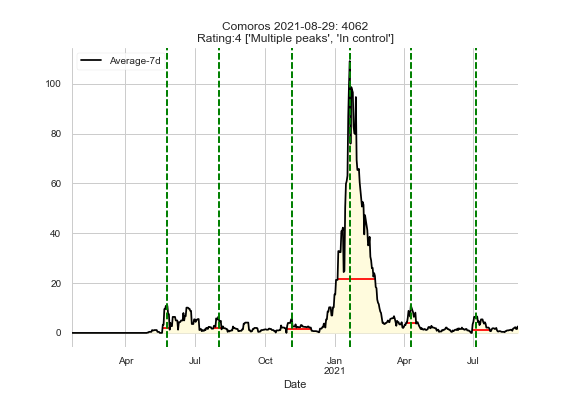 Comoros 2021-08-29: 4062
Rating:4 ['Multiple peaks', 'In control']
Average-7d
100
80
60
40
20
0
Apr Jul Oct Jan Apr Jul
2021
Date